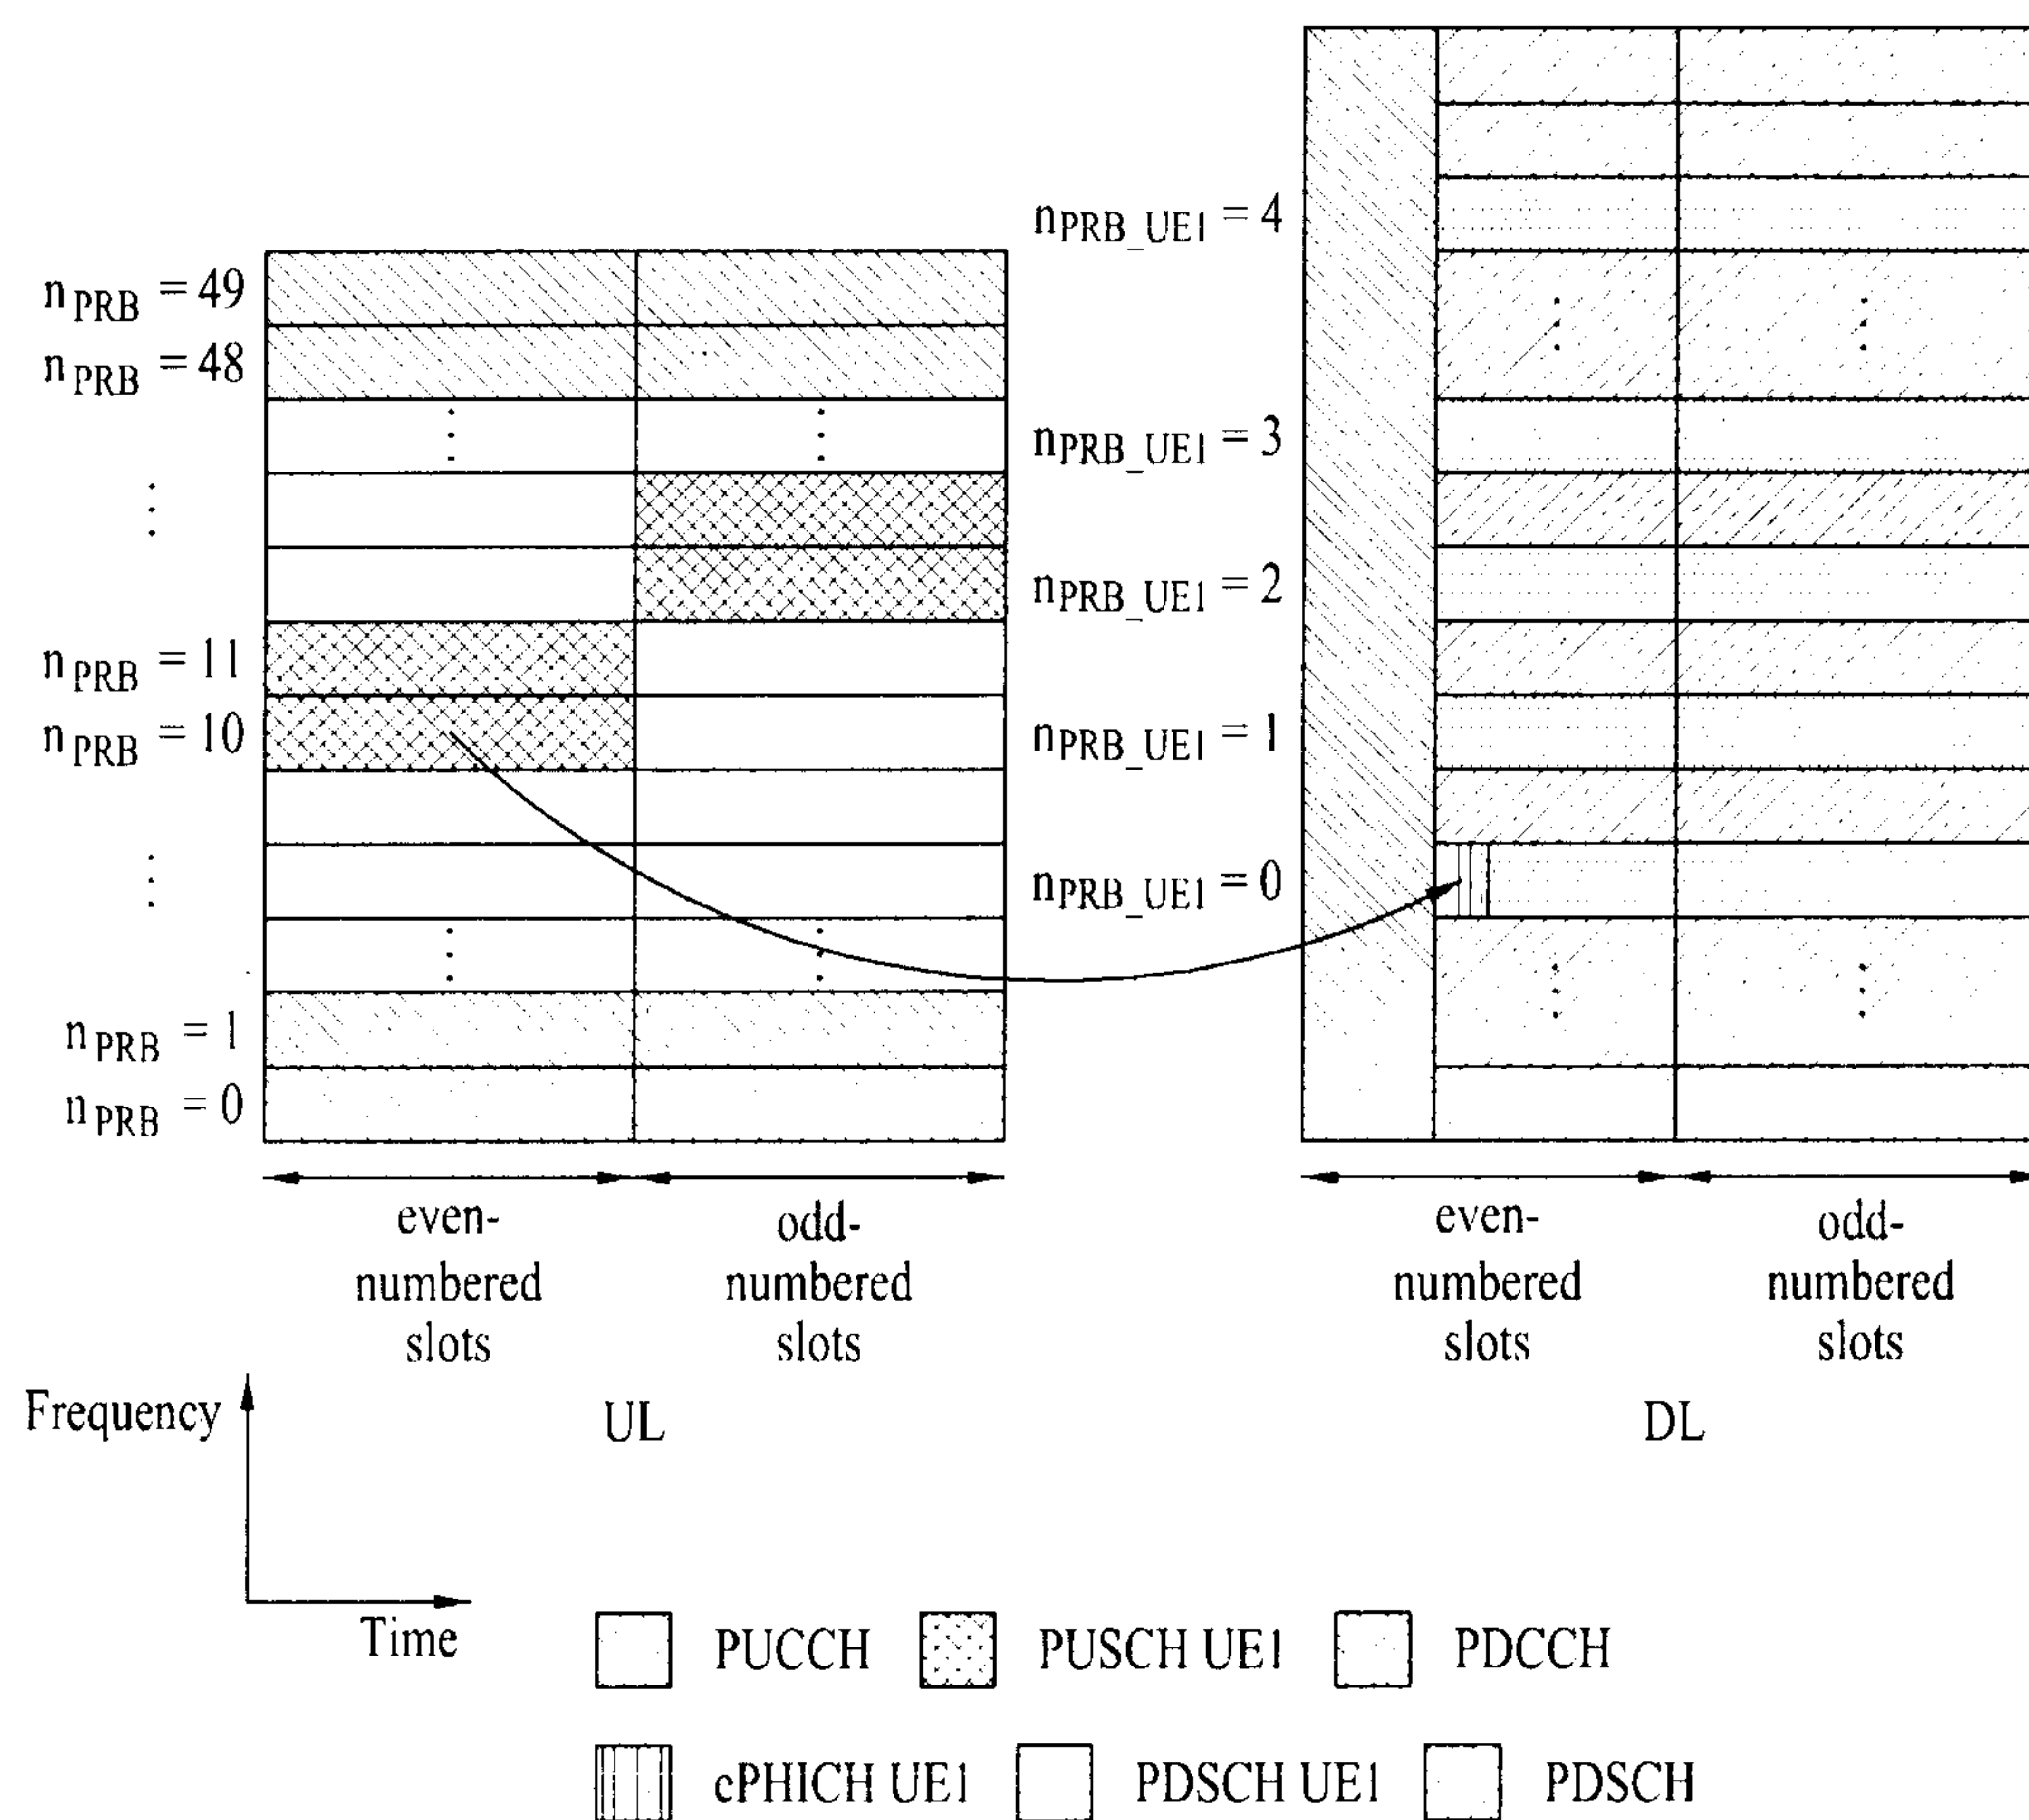 nPRB = 49
nPRB = 48
nPRB = 11
nPRB = 10
nPRB = 1
nPRB = 0
even-
numbered
slots
odd-
numbered
slots
UL
nPRB_UE1 = 4
nPRB_UE1 = 3
nPRB_UE1 = 2
nPRB_UE1 = 1
nPRB_UE1 = 0
even-
numbered
slots
odd-
numbered
slots
DL
Frequency
Time
PUCCH
PUSCH UE1
PDCCH
ePHICH UE1
PDSCH UE1
PDSCH